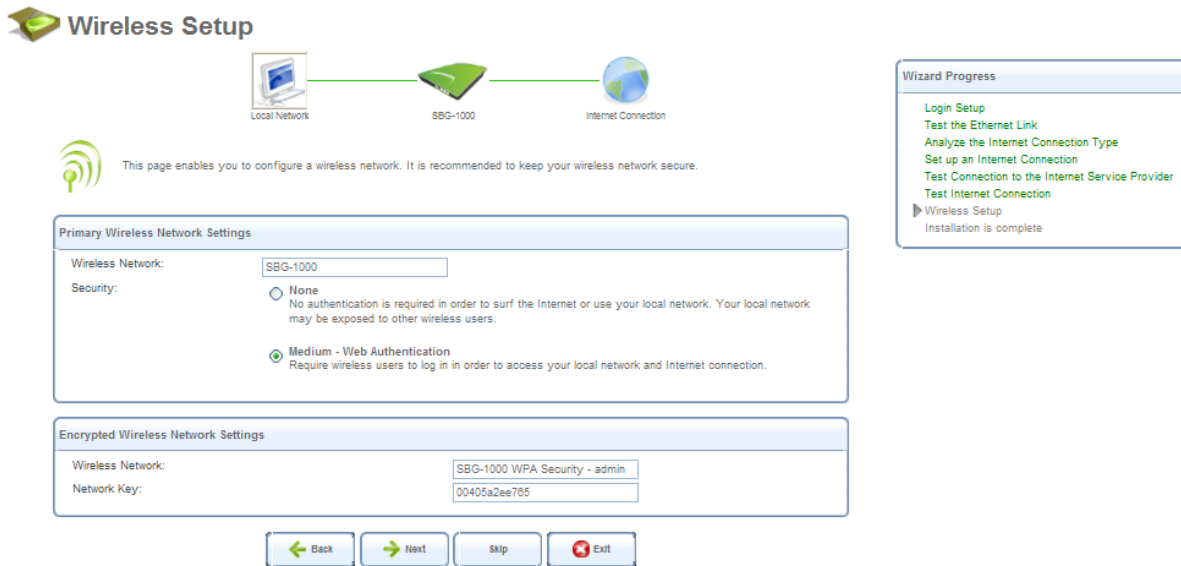 Wireless Setup
Local Network
SBG-1000
Internet Connection
This page enables you to configure a wireless network. It is recommended to keep your wireless network secure.
Primary Wireless Network Settings
Wireless Network:
SBG-1000
Security:
None
No authentication is required in order to surf the Internet or use your local network. Your local network
may be exposed to other wireless users.
Medium - Web Authentication
Require wireless users to log in in order to access your local network and Internet connection.
Encrypted Wireless Network Settings
Wireless Network:
SBG-1000 WPA Security - admin
Network Key:
00405a2ee765
Back
Next
Skip
Exit
Wizard Progress
Login Setup
Test the Ethernet Link
Analyze the Internet Connection Type
Set up an Internet Connection
Test Connection to the Internet Service Provider
Test Internet Connection
Wireless Setup
Installation is complete